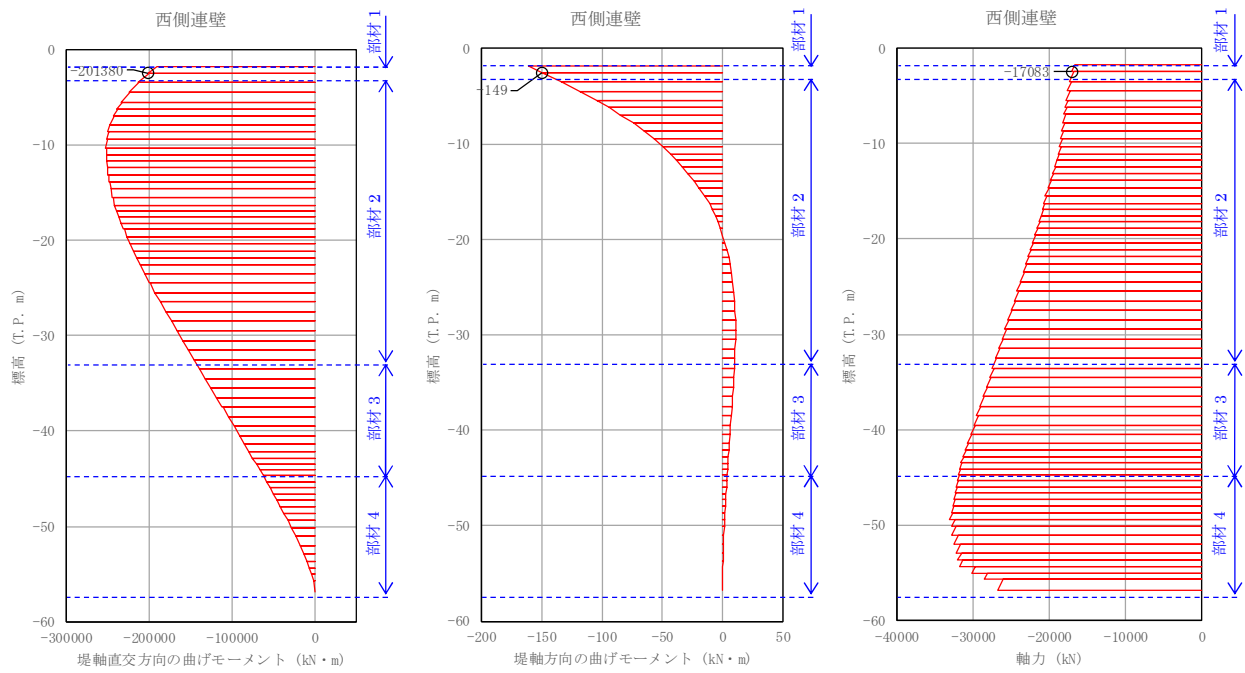 西側連壁
0
-10
-20
-30
-40
-50
-60
-300000
-200000
-100000
0
標高 (T.P. m)
堤軸直交方向の曲げモーメント (kN・m)
-201380
部材 1
部材 2
部材 3
部材 4
西側連壁
0
-10
-20
-30
-40
-50
-60
-200
-150
-100
-50
0
50
標高 (T.P. m)
堤軸方向の曲げモーメント (kN・m)
-149
部材 1
部材 2
部材 3
部材 4
西側連壁
0
-10
-20
-30
-40
-50
-60
-40000
-30000
-20000
-10000
0
標高 (T.P. m)
軸力 (kN)
-17083
部材 1
部材 2
部材 3
部材 4